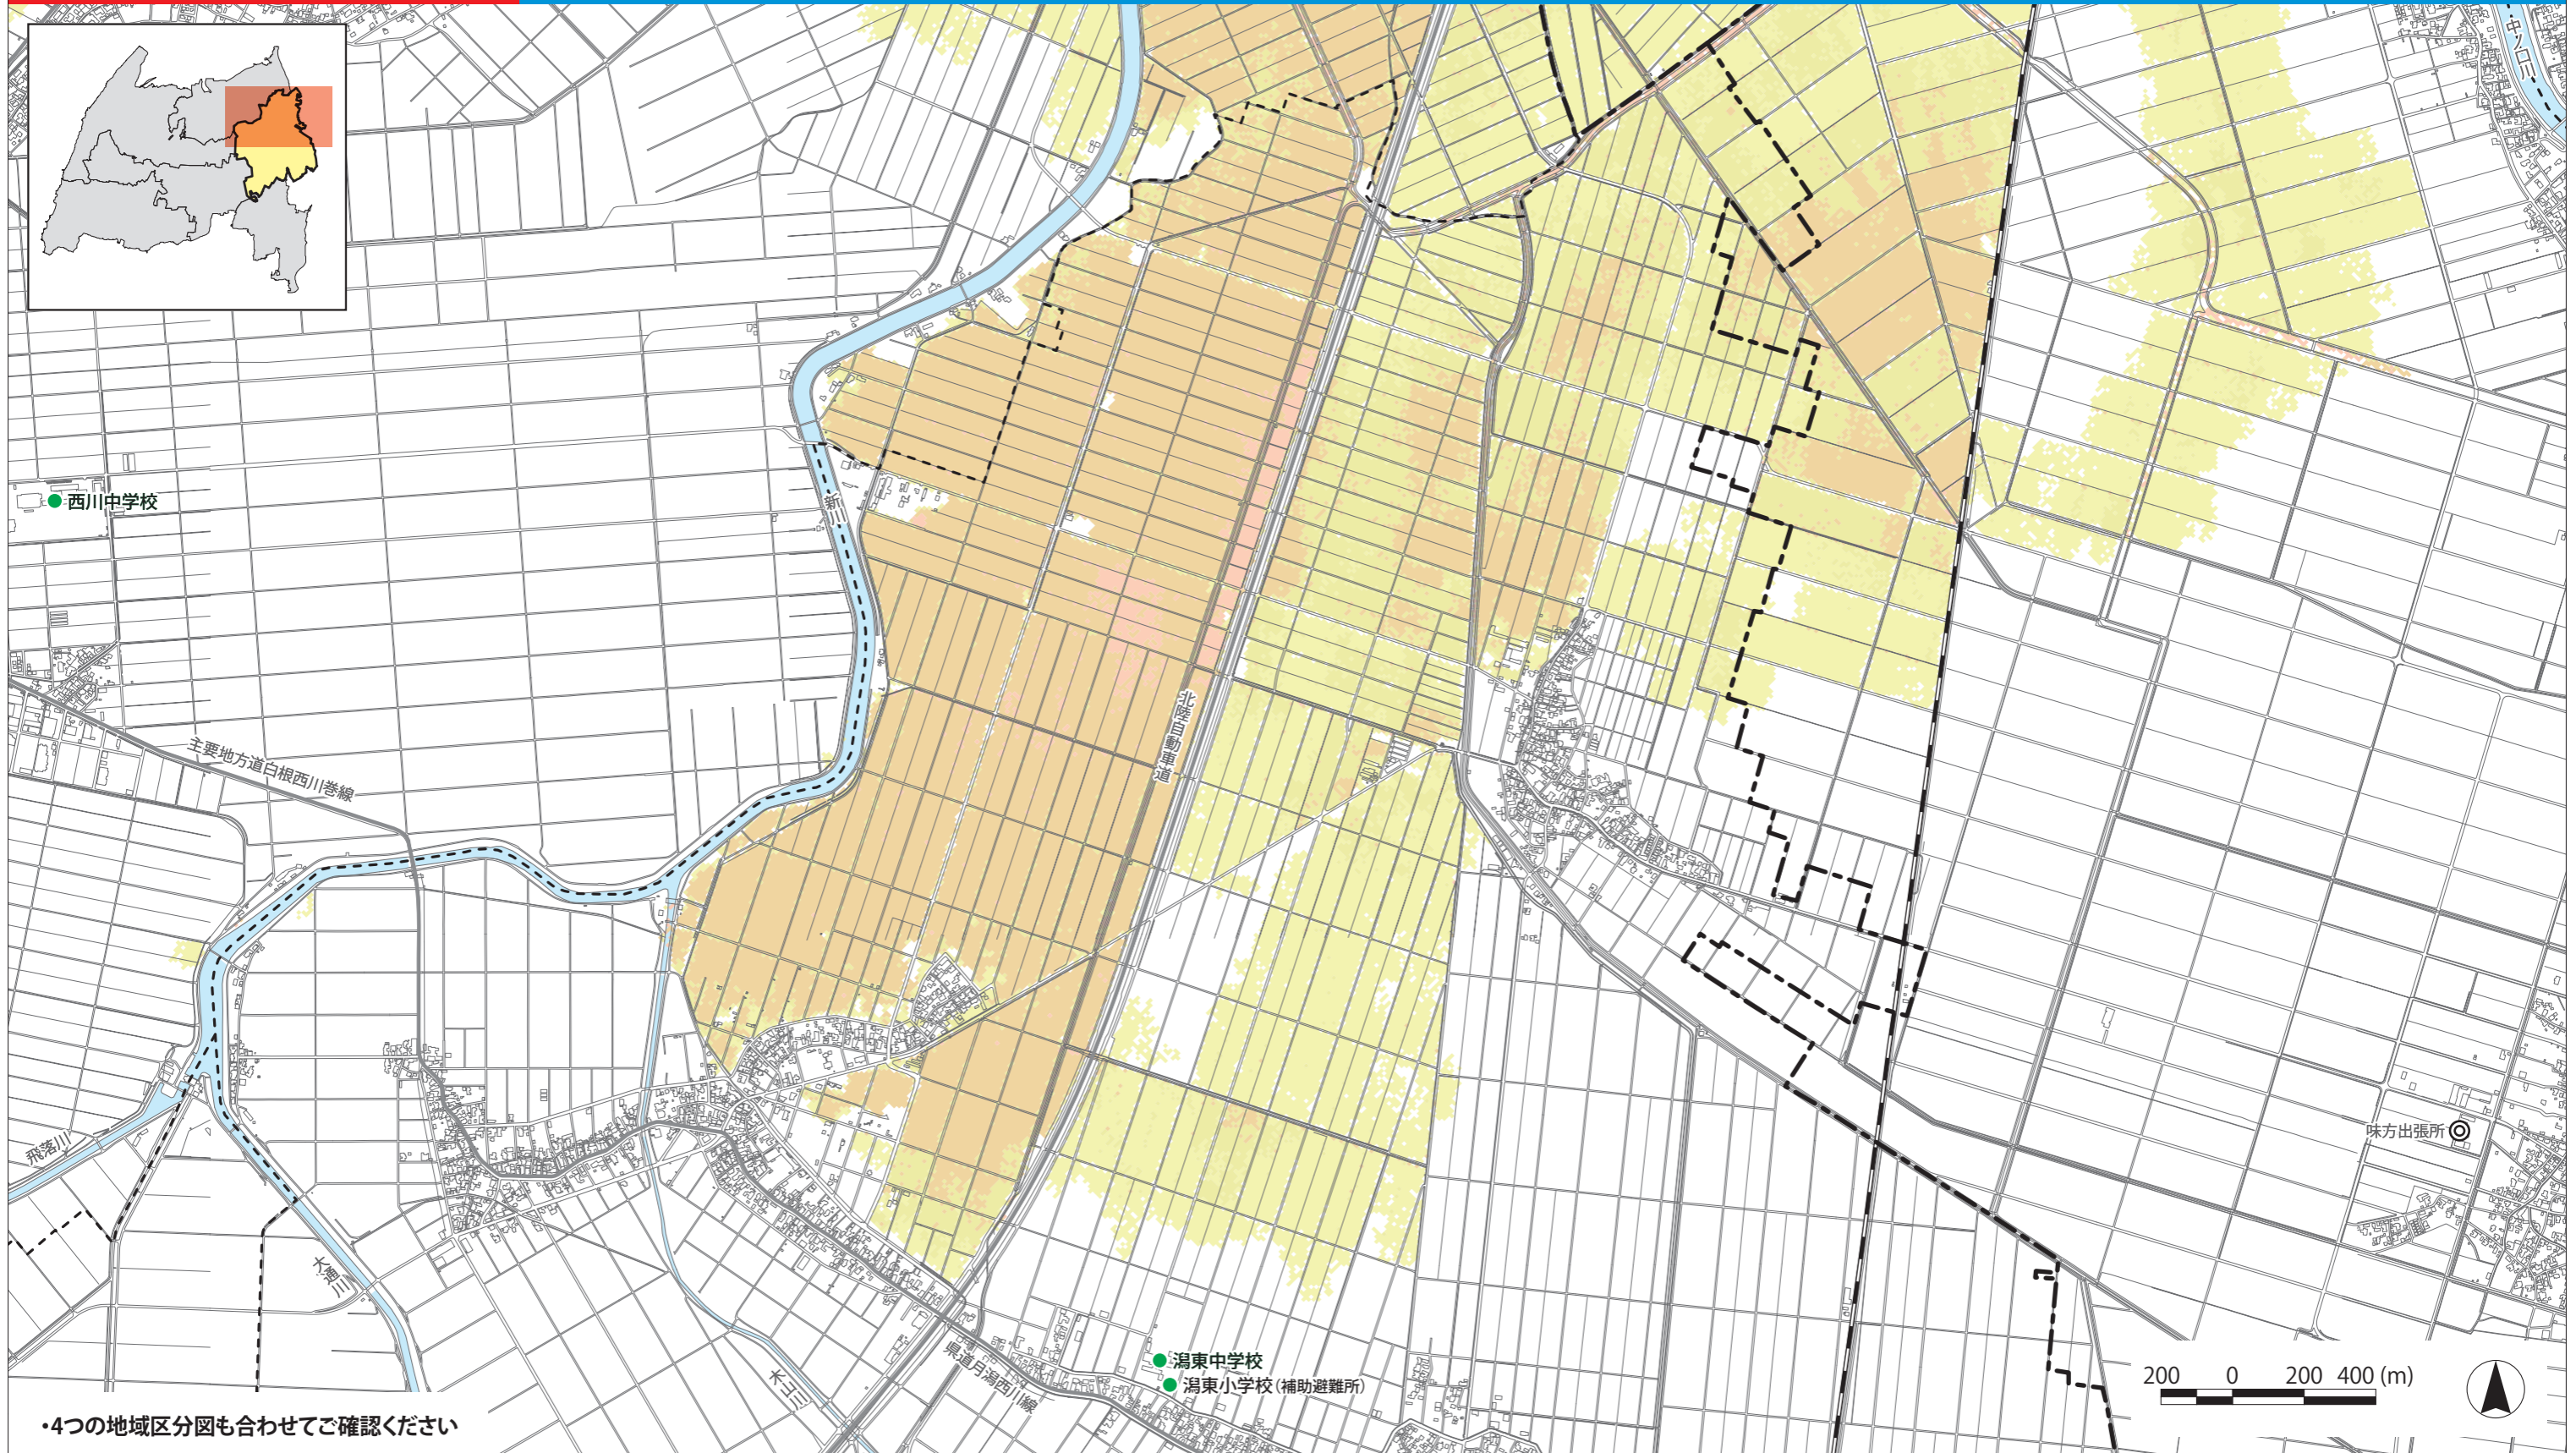 中ノ口川
西川中学校
新川
北陸自動車道
主要地方道白根西川巻線
飛落川
大通川
木山川
味方出張所
潟東中学校
潟東小学校(補助避難所)
県道月潟西川線
200 0 200 400 (m)
・4つの地域区分図も合わせてご確認ください